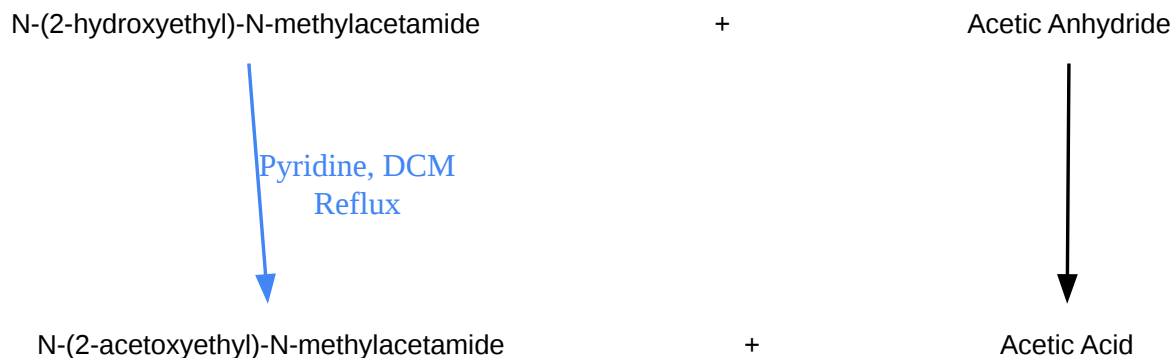 N-(2-hydroxyethyl)-N-methylacetamide + Acetic Anhydride
Pyridine, DCM
Reflux
N-(2-acetoxyethyl)-N-methylacetamide + Acetic Acid